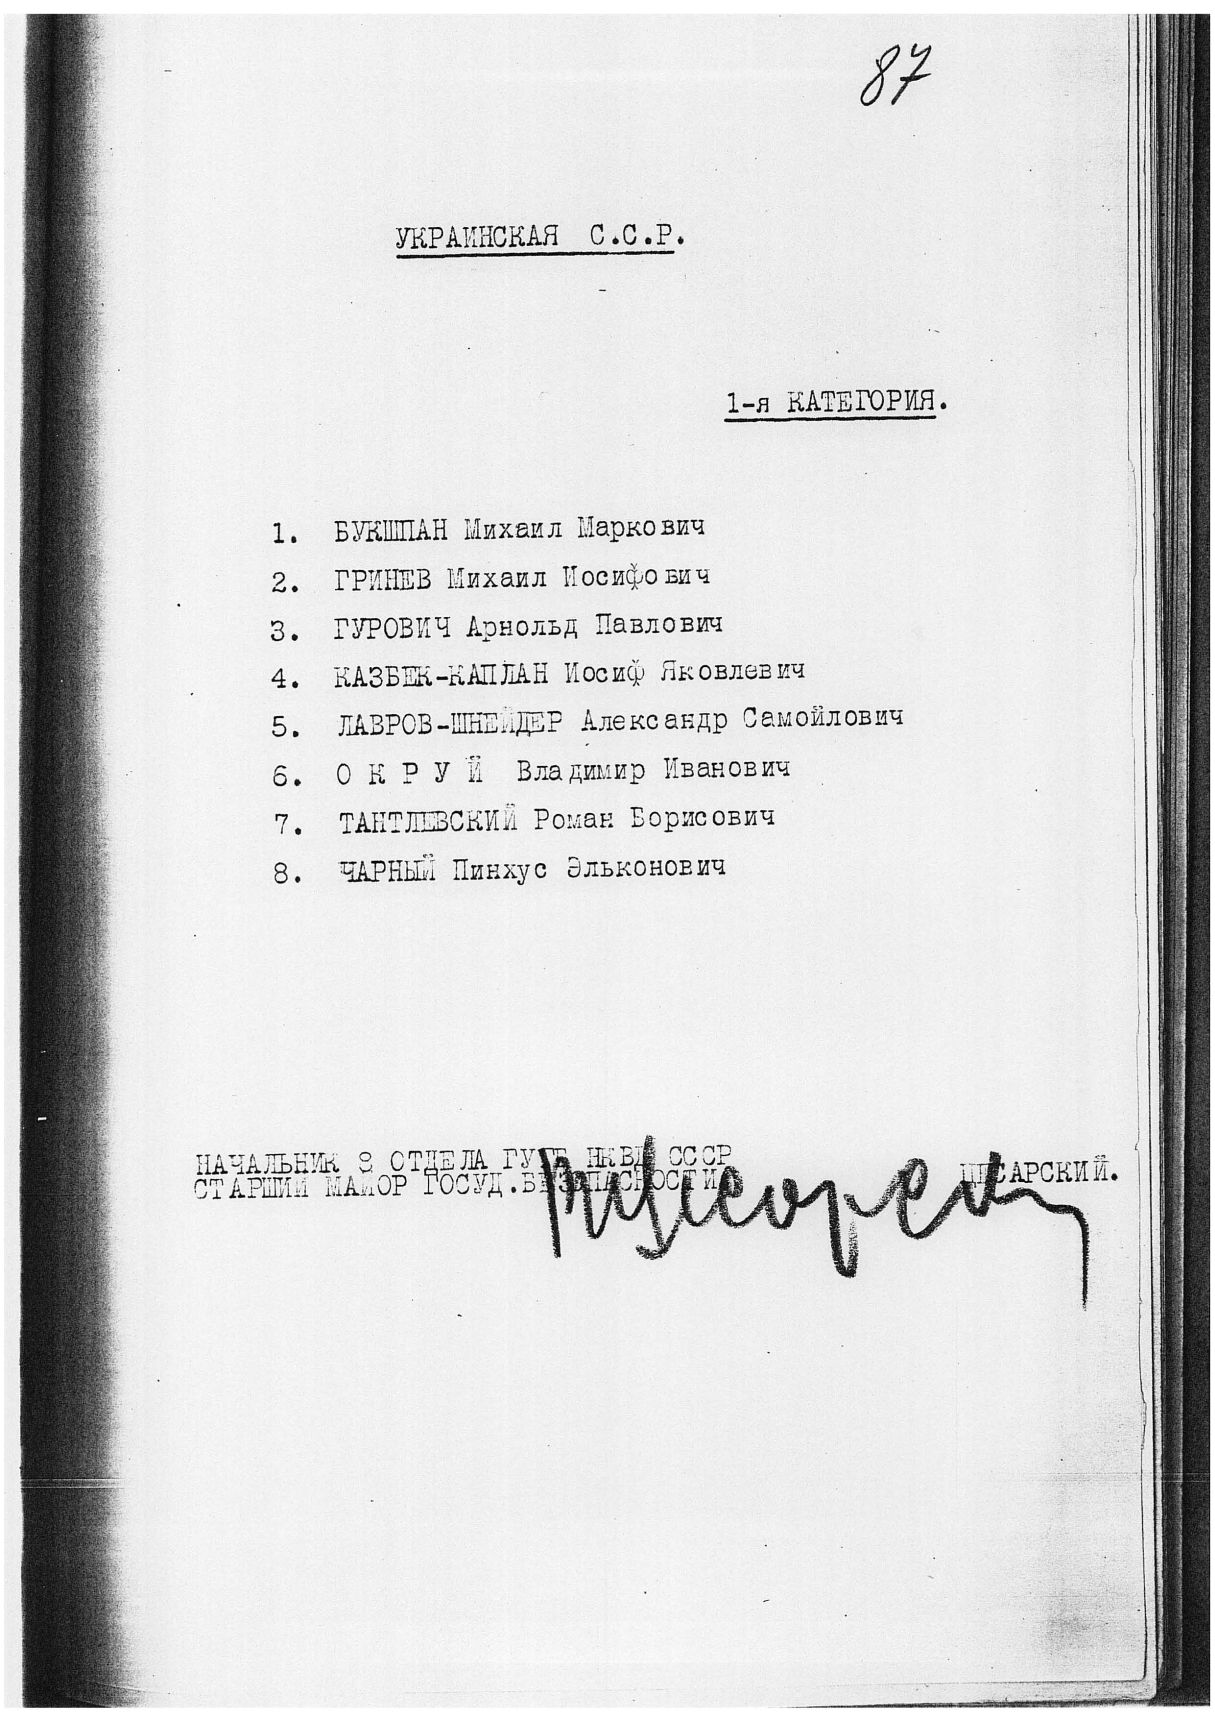 87
УКРАИНСКАЯ С.С.Р.
1-я КАТЕГОРИЯ.
1. БУКШПАН Михаил Маркович
2. ГРИНЕВ Михаил Иосифович
3. ГУРОВИЧ Арнольд Павлович
4. КАЗБЕК-КАПЛАН Иосиф Яковлевич
5. ЛАВРОВ-ШНЕЙДЕР Александр Самойлович
6. О К Р У Й Владимир Иванович
7. ТАНТЛЕВСКИЙ Роман Борисович
8. ЧАРНЫЙ Пинхус Эльконович
НАЧАЛЬНИК 8 ОТДЕЛА ГУГБ НКВД СССР
СТАРШИЙ МАЙОР ГОСУД.БЕЗОПАСНОСТИ ЦЕСАРСКИЙ.